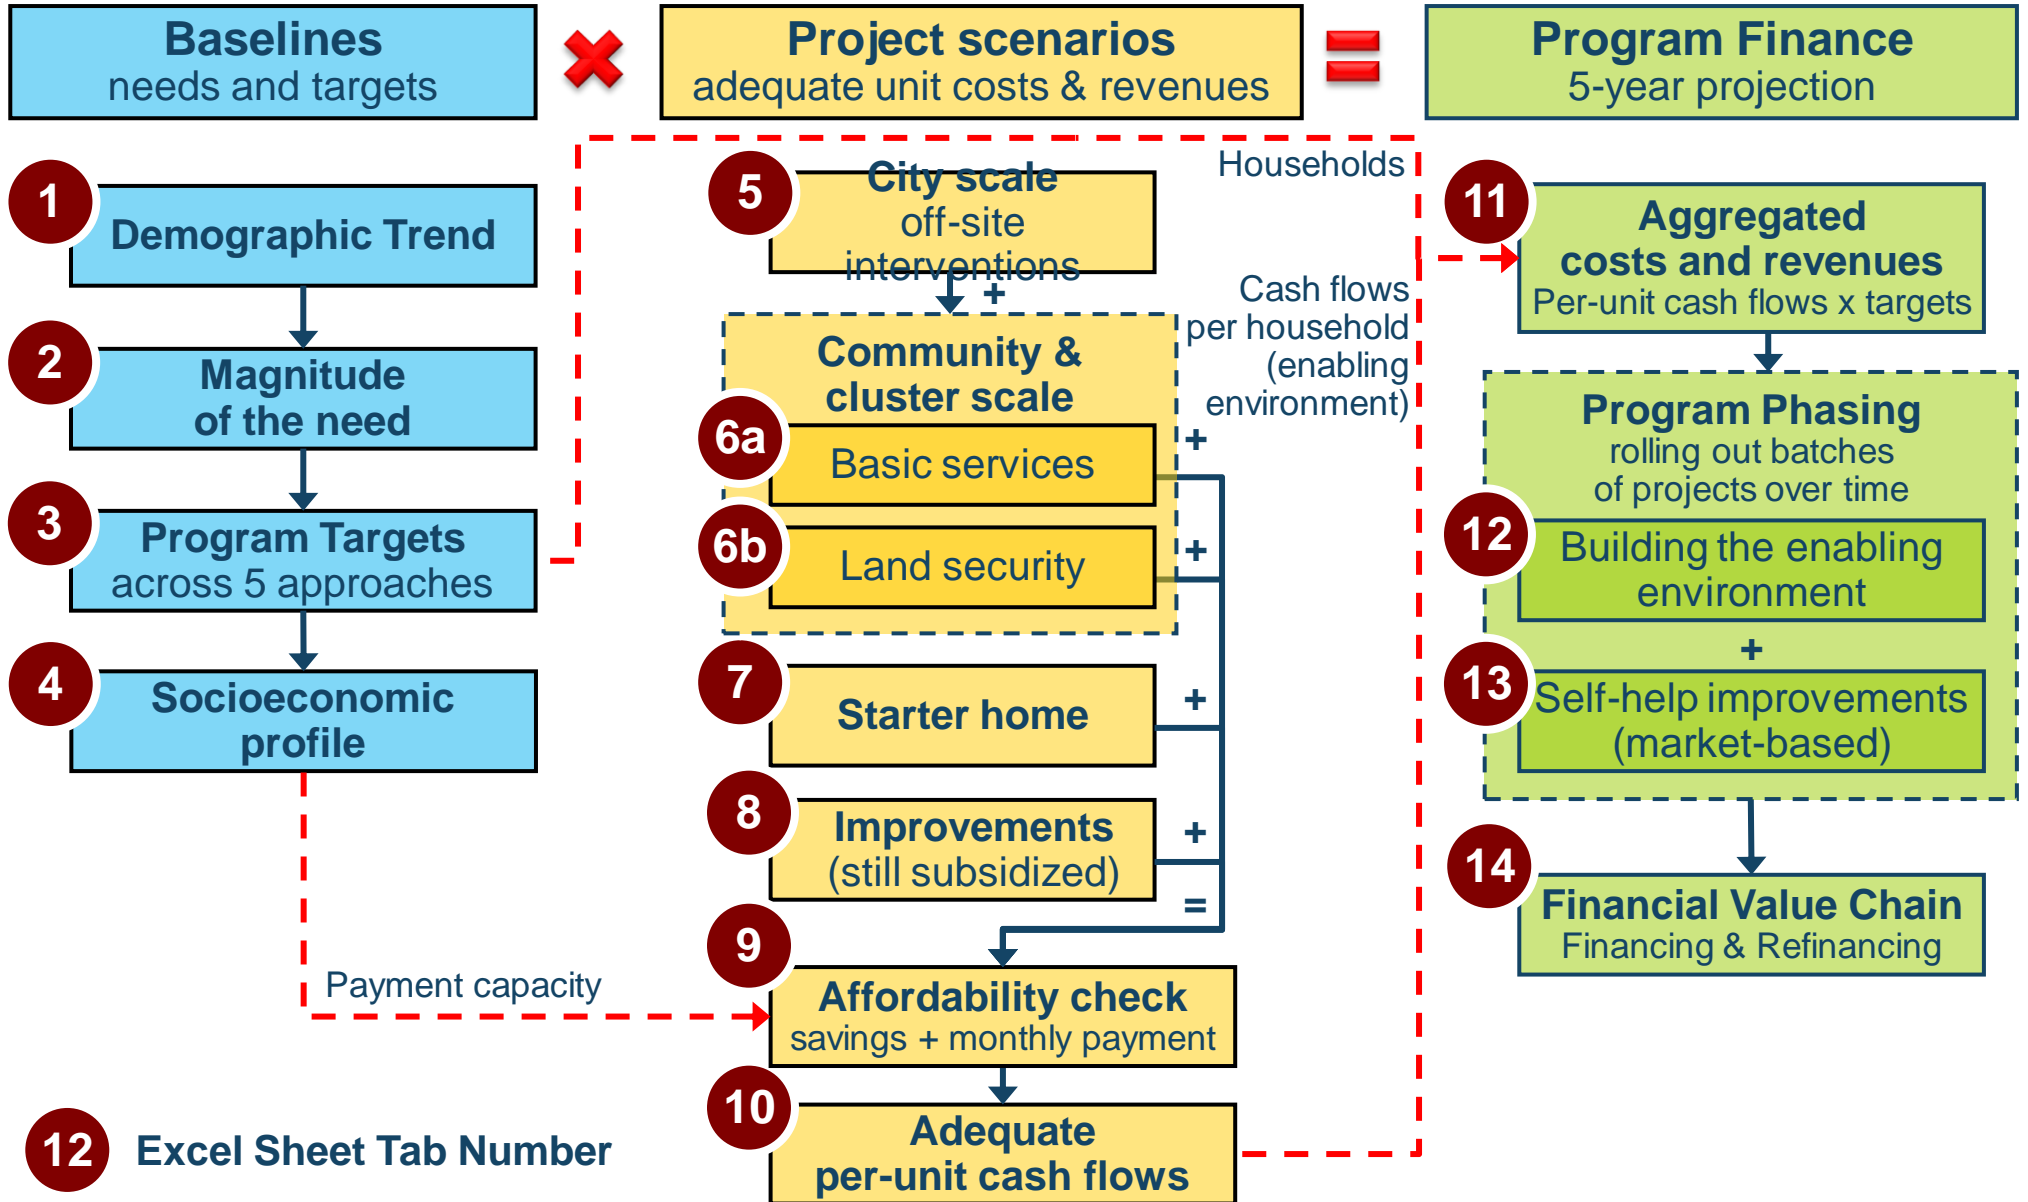 Baselines
needs and targets
Project scenarios
adequate unit costs & revenues
=
Program Finance
5-year projection
1
Demographic Trend
2
Magnitude
of the need
3
Program Targets
across 5 approaches
4
Socioeconomic
profile
Payment capacity
12
Excel Sheet Tab Number
5
City scale
off-site
interventions
+
Community &
cluster scale
6a
Basic services
+
6b
Land security
+
7
Starter home
+
8
Improvements
(still subsidized)
+
=
9
Affordability check
savings + monthly payment
10
Adequate
per-unit cash flows
Households
Cash flows
per household
(enabling
environment)
11
Aggregated
costs and revenues
Per-unit cash flows x targets
Program Phasing
rolling out batches
of projects over time
12
Building the enabling
environment
+
13
Self-help improvements
(market-based)
14
Financial Value Chain
Financing & Refinancing